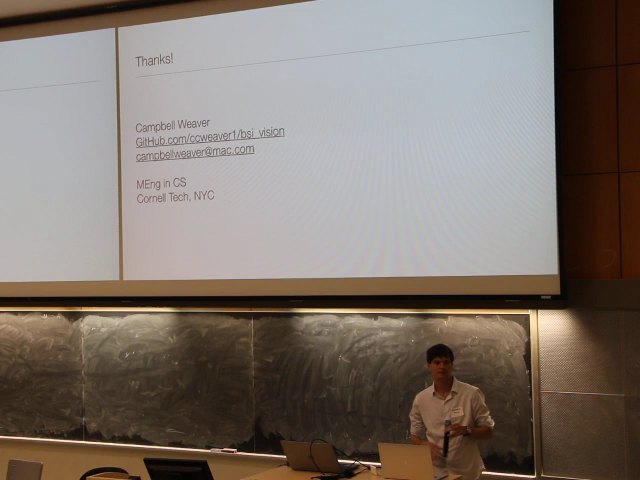 Thanks!
Campbell Weaver
GitHub.com/ccweaver1/bsi_vision
campbellweaver@mac.com
MEng in CS
Cornell Tech, NYC